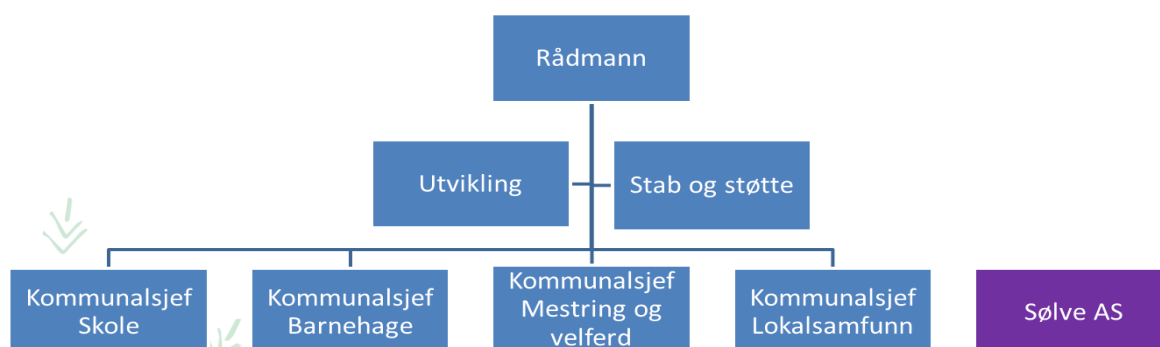 Rådmann
Utvikling
Stab og støtte
Kommunalsjef
Skole
Kommunalsjef
Barnehage
Kommunalsjef
Mestring og
velferd
Kommunalsjef
Lokalsamfunn
Sølve AS